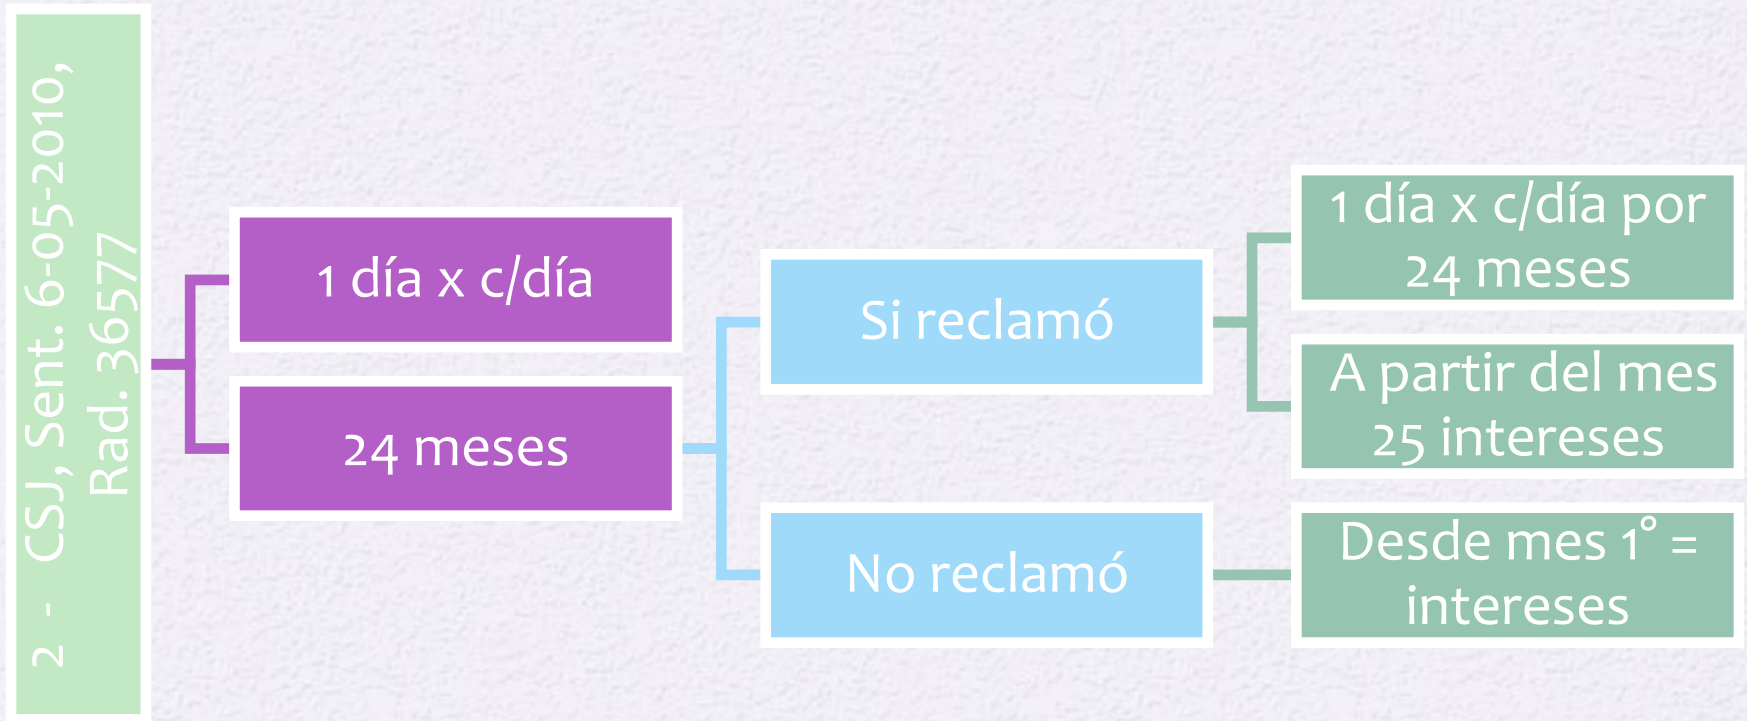 2 - CSJ, Sent. 6-05-2010,
Rad. 36577
1 día x c/día
24 meses
Si reclamó
No reclamó
1 día x c/día por
24 meses
A partir del mes
25 intereses
Desde mes 1° =
intereses